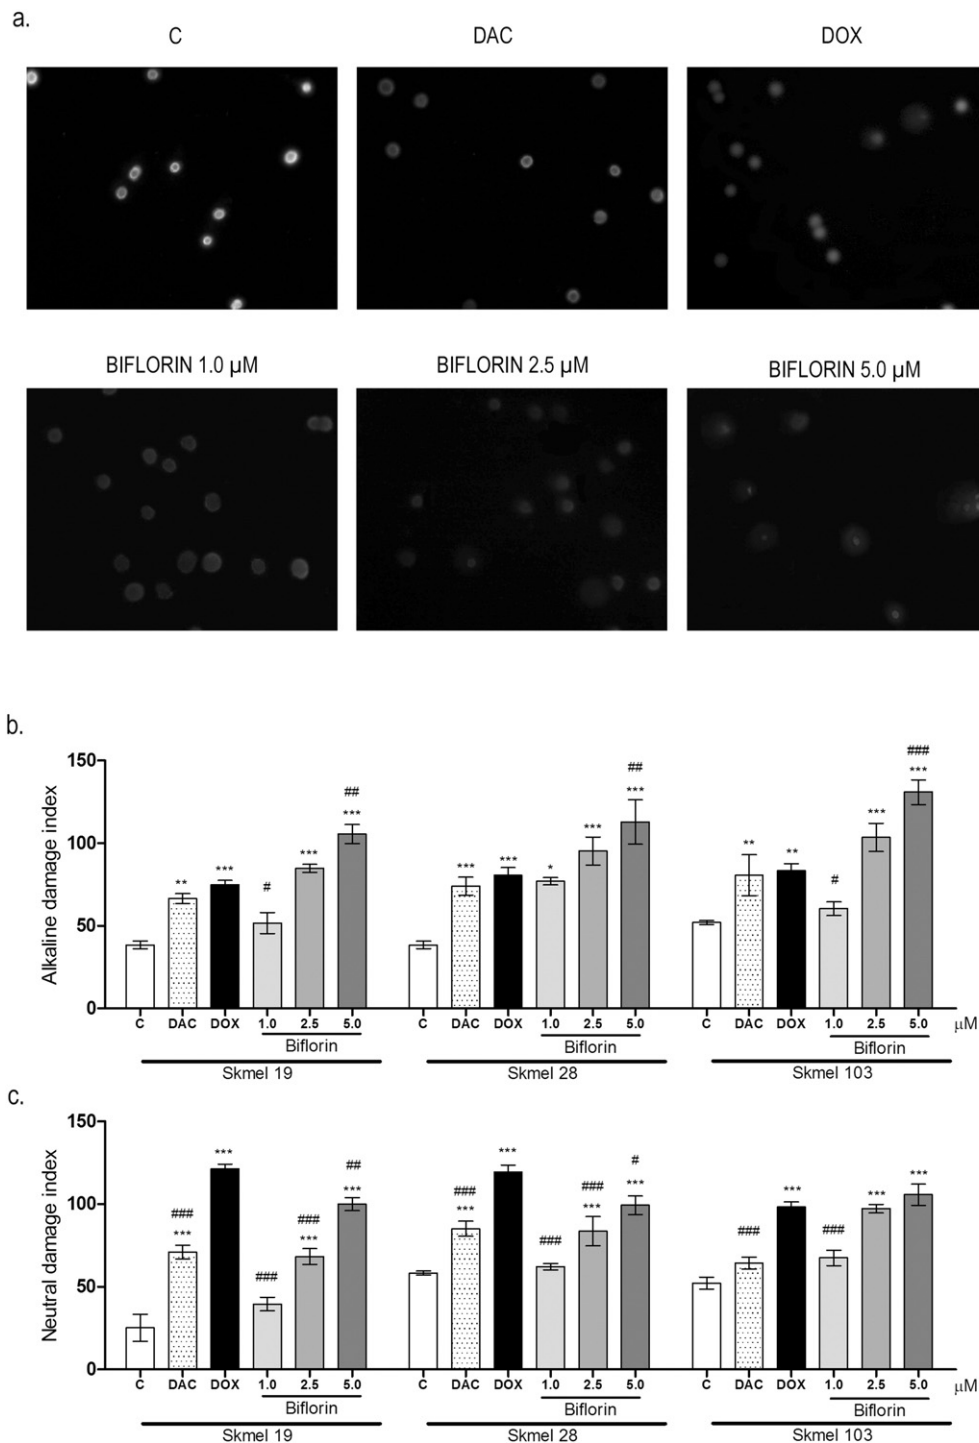 a.
C DAC DOX
BIFLORIN 1.0 µM BIFLORIN 2.5 µM BIFLORIN 5.0 µM
b.
Alkaline damage index
150
100
50
0
** *** # *** *** ##
*** *** * *** *** ##
** ** # *** *** ###
C DAC DOX 1.0 2.5 5.0 C DAC DOX 1.0 2.5 5.0 C DAC DOX 1.0 2.5 5.0 µM
Biflorin Biflorin Biflorin
Skmel 19 Skmel 28 Skmel 103
c.
Neutral damage index
150
100
50
0
### *** *** ### ### *** ## ***
### *** *** ### ### *** # ***
### *** ### *** ***
C DAC DOX 1.0 2.5 5.0 C DAC DOX 1.0 2.5 5.0 C DAC DOX 1.0 2.5 5.0 µM
Biflorin Biflorin Biflorin
Skmel 19 Skmel 28 Skmel 103